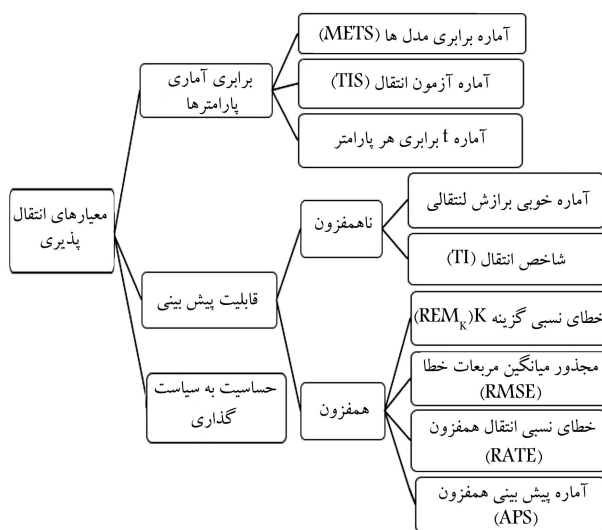 معیارهای انتقال
پذیری
برابری آماری
پارامترها
آماره برابری مدل ها (METS)
آماره آزمون انتقال (TIS)
آماره t برابری هر پارامتر
قابلیت پیش بینی
ناهمفزون
آماره خوبی برازش لنتقالی
شاخص انتقال (TI)
همفزون
خطای نسبی گزینه K(REM_K)
مجذور میانگین مربعات خطا
(RMSE)
خطای نسبی انتقال همفزون
(RATE)
آماره پیش بینی همفزون
(APS)
حساسیت به سیاست
گذاری